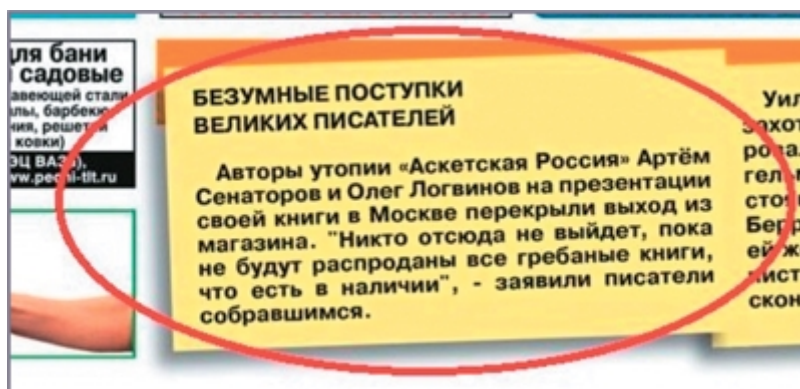 для бани
садовые
барбекю
ковки)
БЕЗУМНЫЕ ПОСТУПКИ
ВЕЛИКИХ ПИСАТЕЛЕЙ
Авторы утопии «Аскетская Россия» Артём
Сенаторов и Олег Логвинов на презентации
своей книги в Москве перекрыли выход из
магазина. "Никто отсюда не выйдет, пока
не будут распроданы все гребаные книги,
что есть в наличии", - заявили писатели
собравшимся.